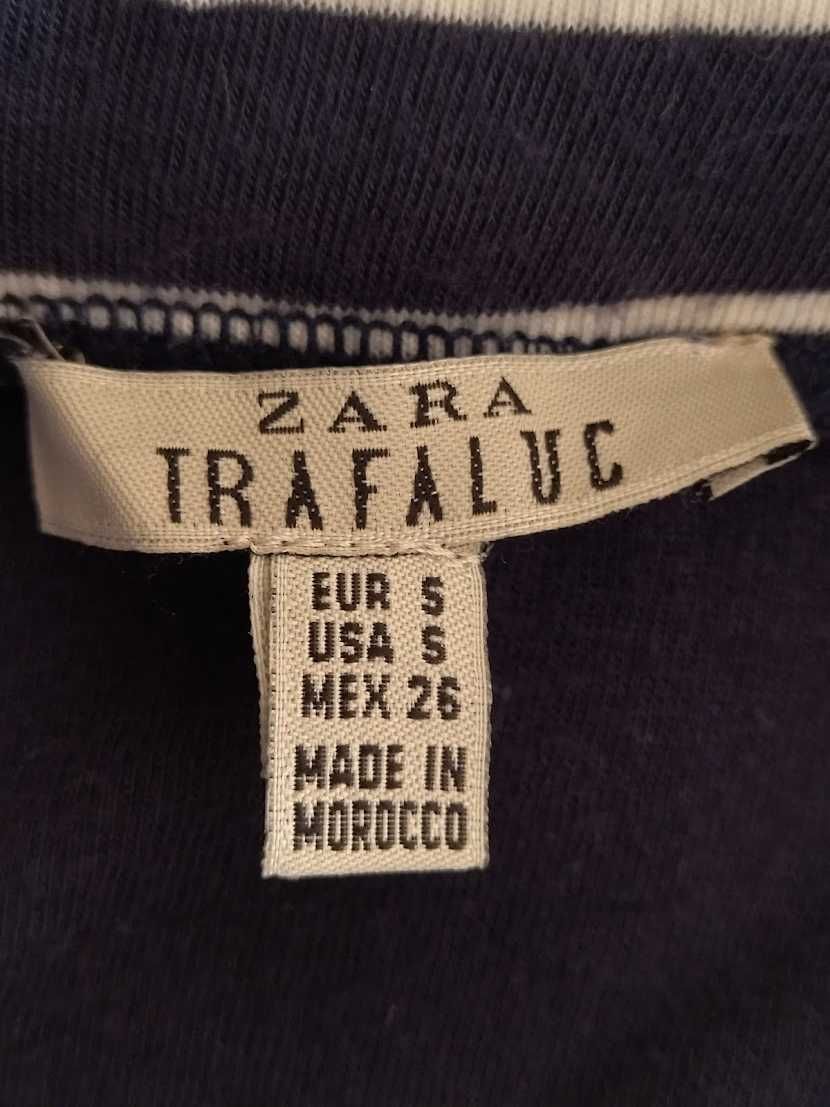 ZARA
TRAFALUC
EUR S
USA S
MEX 26
MADE IN
MOROCCO